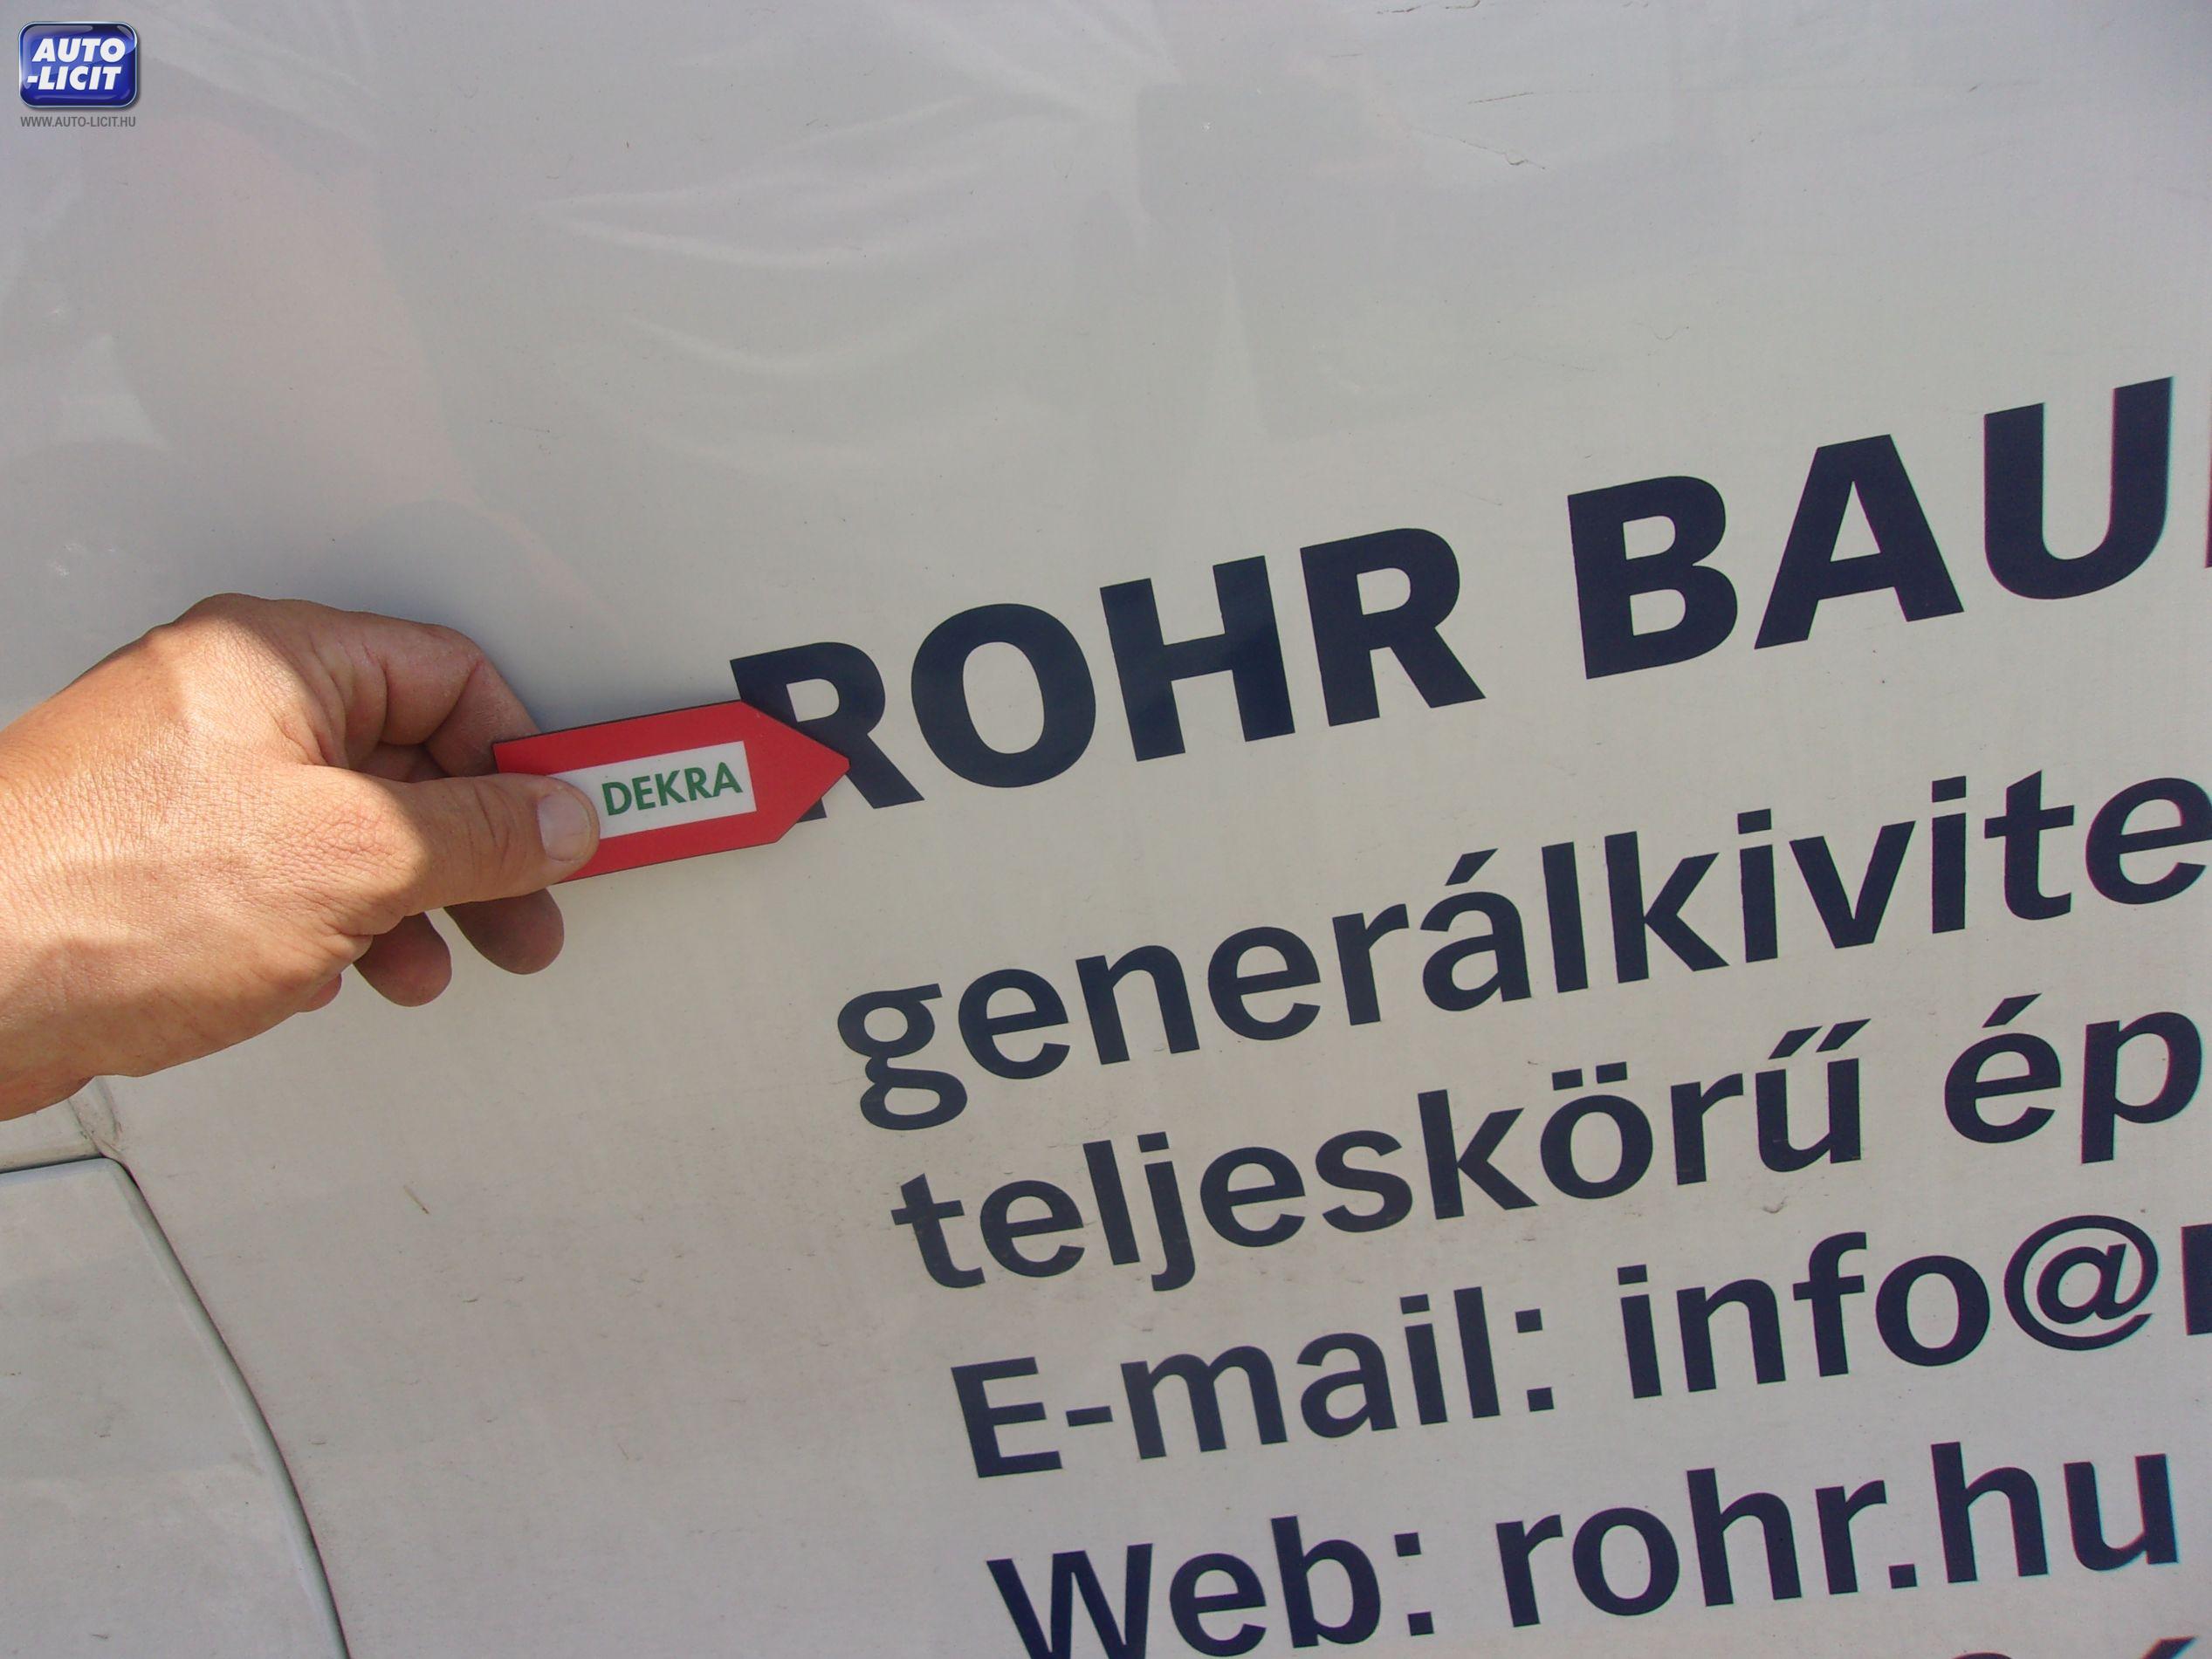 AUTO
-LICIT
WWW.AUTO-LICIT.HU
ROHR BAU
DEKRA
generálkivite
teljeskörű ép
E-mail: info@
Web: rohr.hu